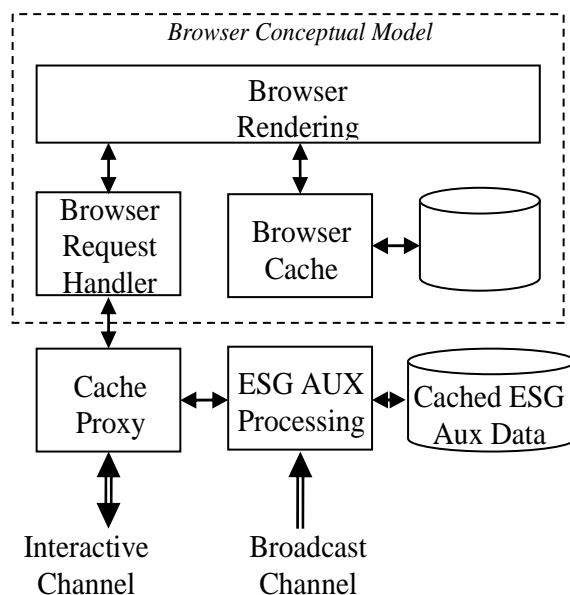 Browser Conceptual Model
Browser
Rendering
Browser
Request
Handler
Browser
Cache
Cache
Proxy
ESG AUX
Processing
Cached ESG
Aux Data
Interactive
Channel
Broadcast
Channel